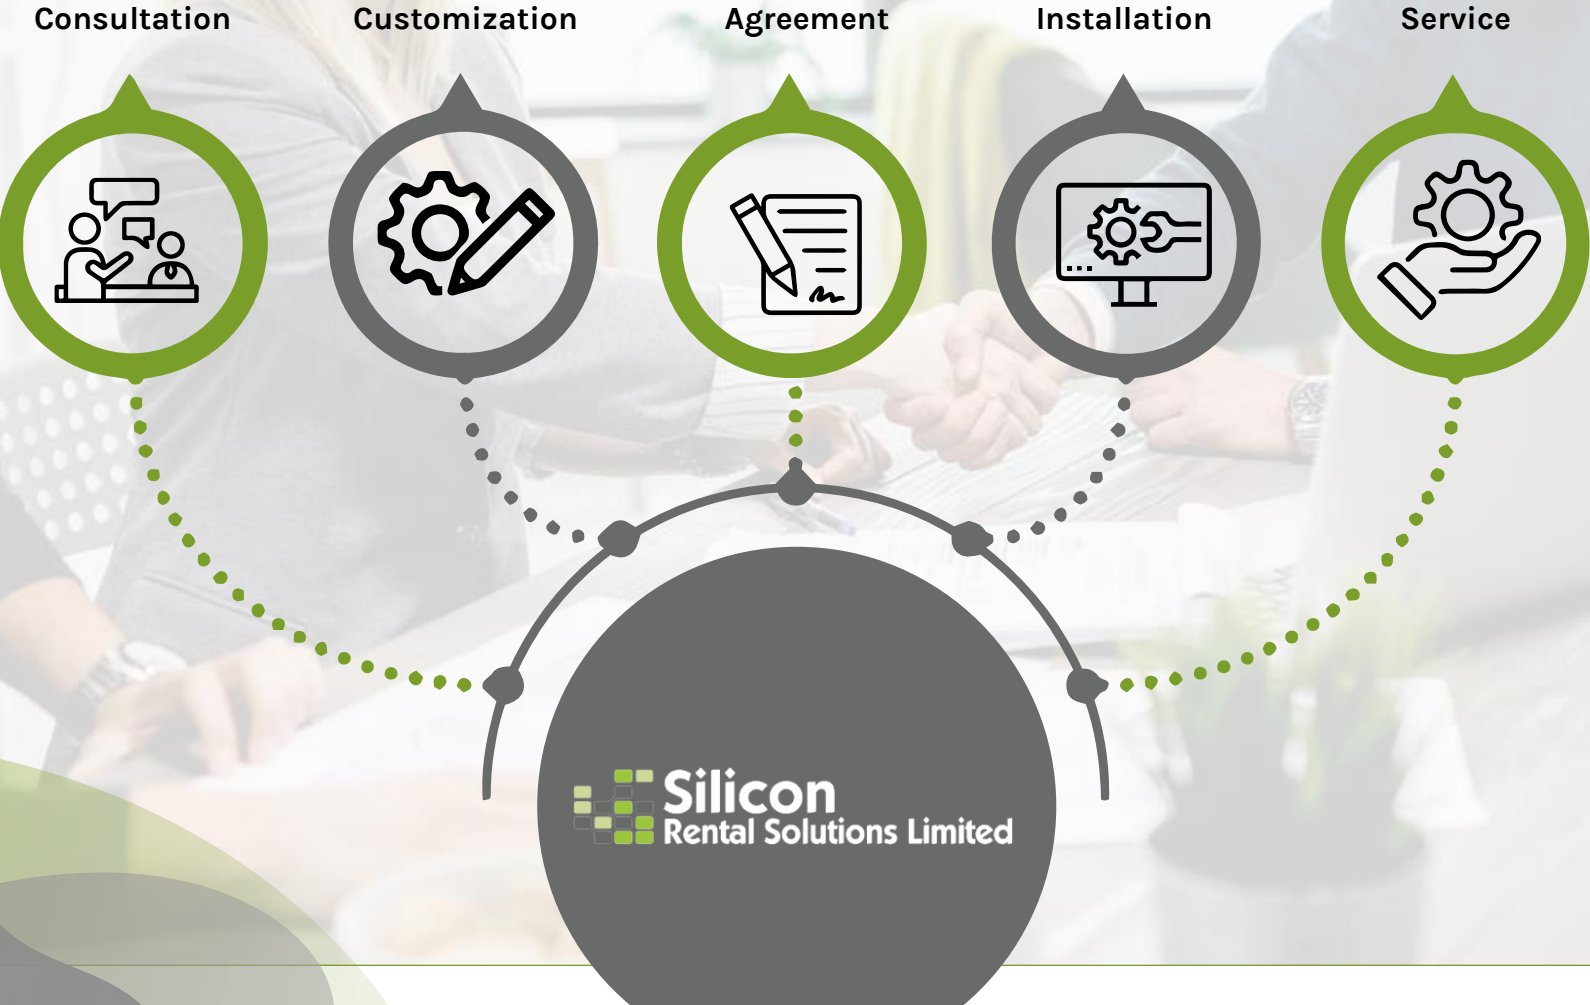 Consultation
Customization
Agreement
Installation
Service
Silicon
Rental Solutions Limited